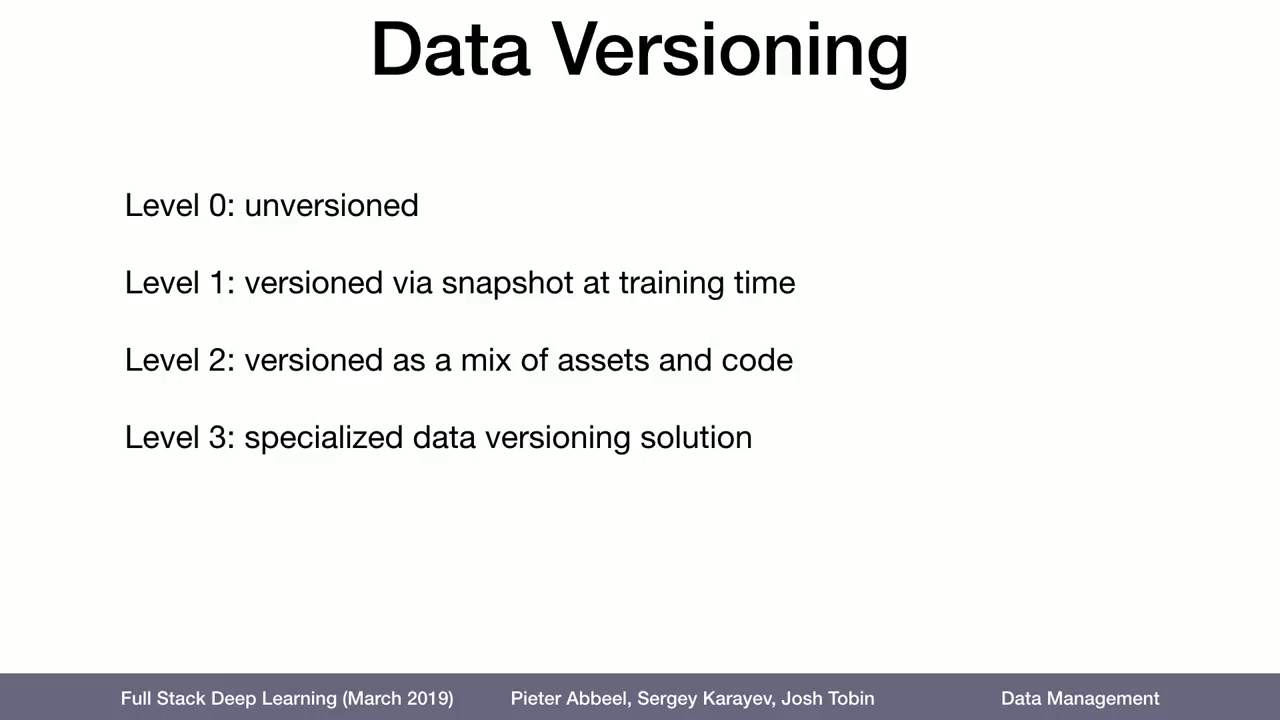 Data Versioning
Level 0: unversioned
Level 1: versioned via snapshot at training time
Level 2: versioned as a mix of assets and code
Level 3: specialized data versioning solution
Full Stack Deep Learning (March 2019) Pieter Abbeel, Sergey Karayev, Josh Tobin Data Management